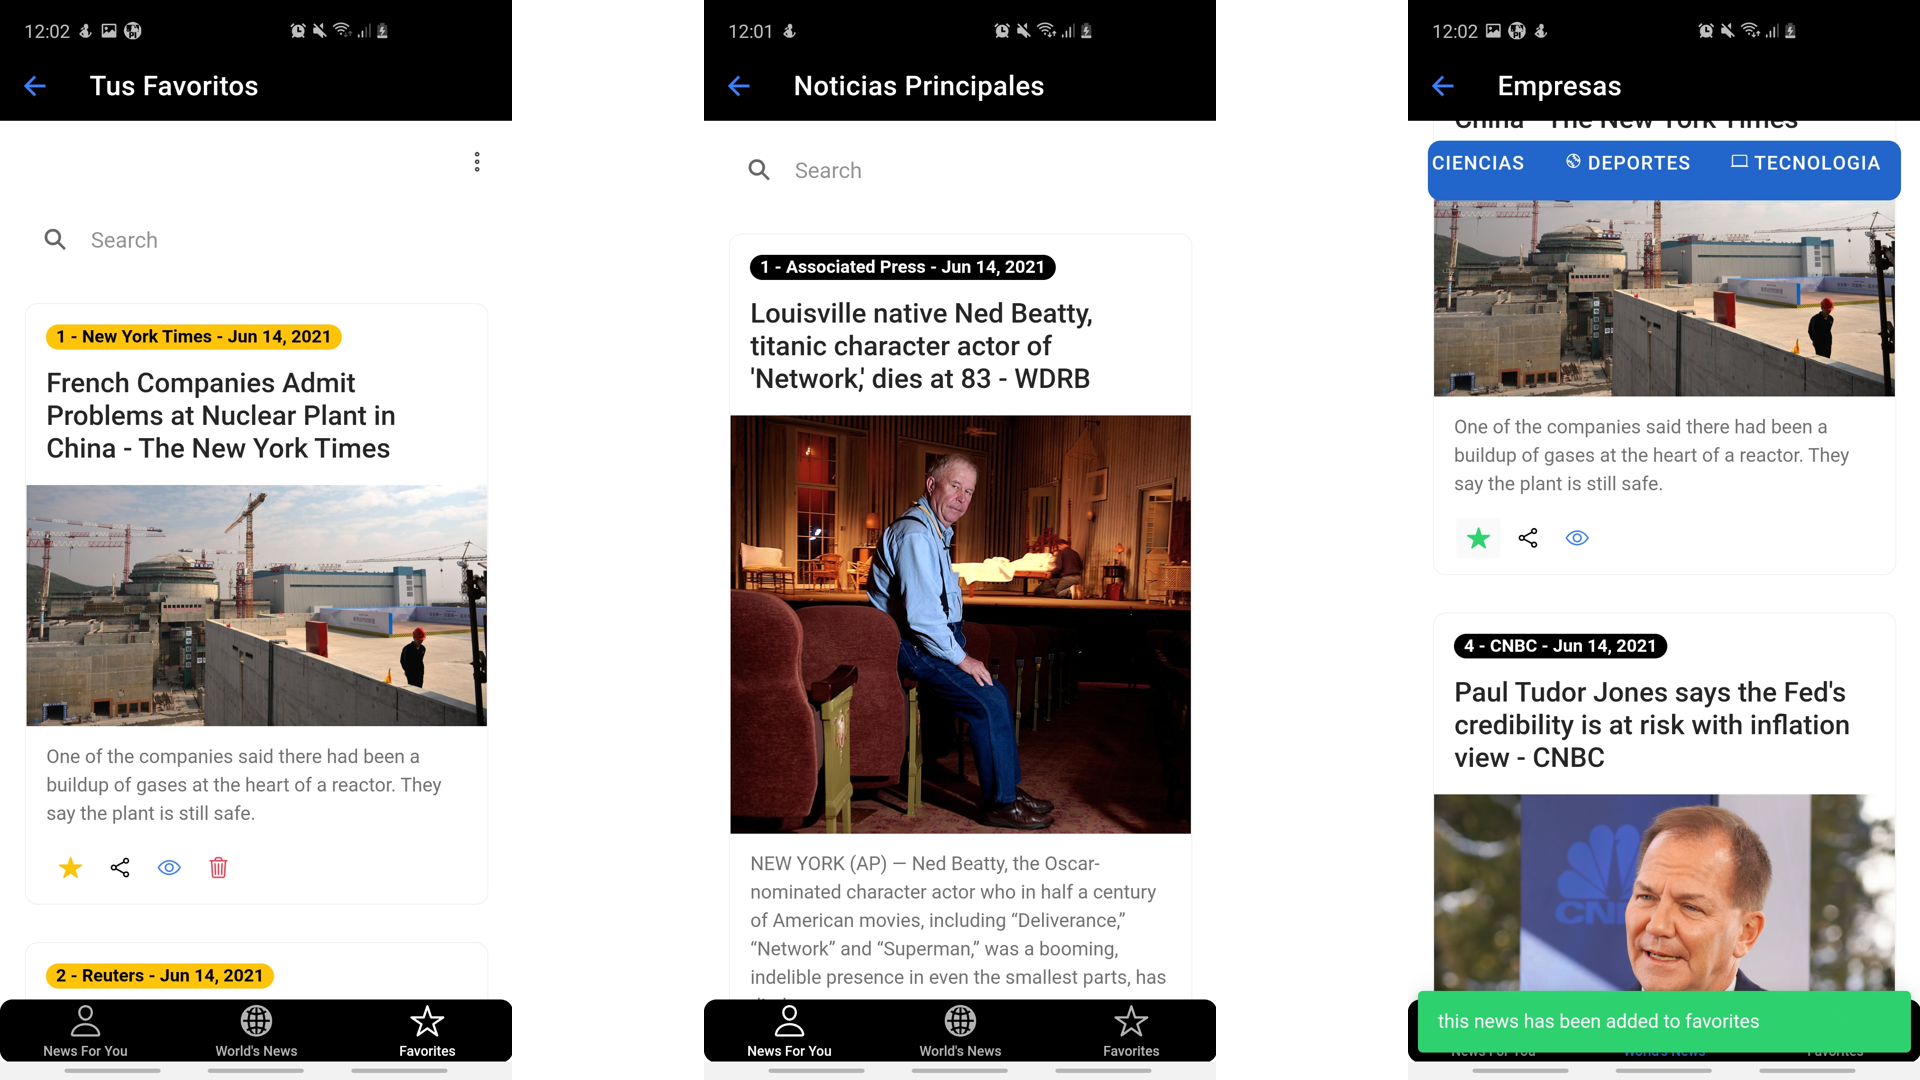 12:02
Tus Favoritos
Search
1 - New York Times - Jun 14, 2021
French Companies Admit
Problems at Nuclear Plant in
China - The New York Times
One of the companies said there had been a
buildup of gases at the heart of a reactor. They
say the plant is still safe.
2 - Reuters - Jun 14, 2021
News For You
World's News
Favorites
12:01
Noticias Principales
Search
1 - Associated Press - Jun 14, 2021
Louisville native Ned Beatty,
titanic character actor of
'Network,' dies at 83 - WDRB
NEW YORK (AP) — Ned Beatty, the Oscar-
nominated character actor who in half a century
of American movies, including “Deliverance,”
“Network” and “Superman,” was a booming,
indelible presence in even the smallest parts, has
News For You
World's News
Favorites
12:02
Empresas
China - The New York Times
CIENCIAS
DEPORTES
TECNOLOGIA
One of the companies said there had been a
buildup of gases at the heart of a reactor. They
say the plant is still safe.
4 - CNBC - Jun 14, 2021
Paul Tudor Jones says the Fed's
credibility is at risk with inflation
view - CNBC
this news has been added to favorites
News For You
World's News
Favorites